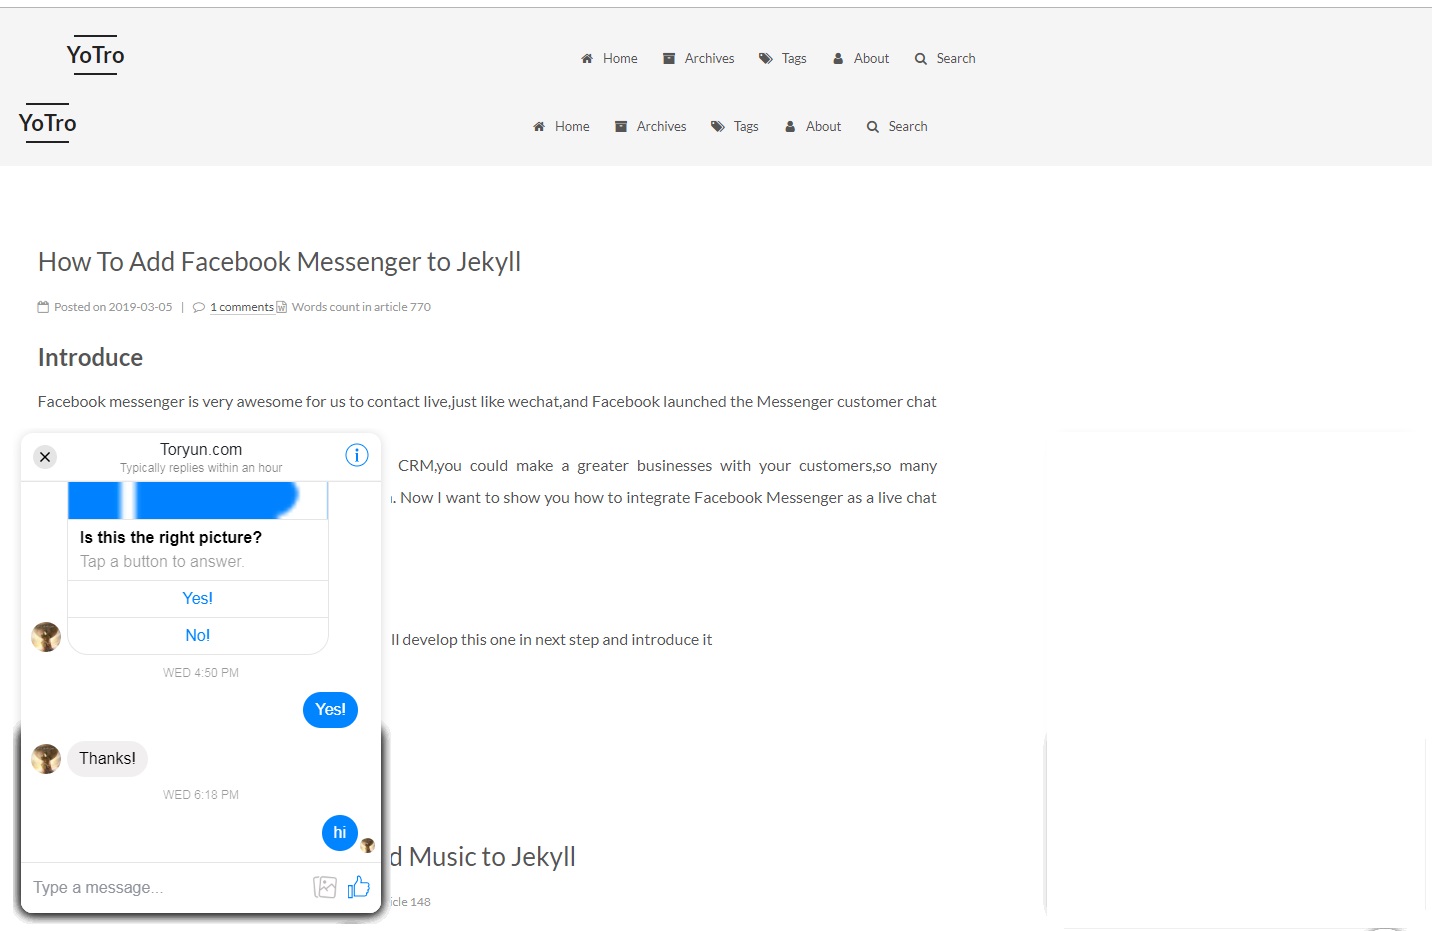 YoTro
Home Archives Tags About Search
YoTro
Home Archives Tags About Search
How To Add Facebook Messenger to Jekyll
Posted on 2019-03-05 | 1 comments Words count in article 770
Introduce
Facebook messenger is very awesome for us to contact live,just like wechat,and Facebook launched the Messenger customer chat
CRM,you could make a greater businesses with your customers,so many
. Now I want to show you how to integrate Facebook Messenger as a live chat
ll develop this one in next step and introduce it
d Music to Jekyll
icle 148
Toryun.com
Typically replies within an hour
Is this the right picture?
Tap a button to answer.
Yes!
No!
WED 4:50 PM
Yes!
Thanks!
WED 6:18 PM
hi
Type a message...